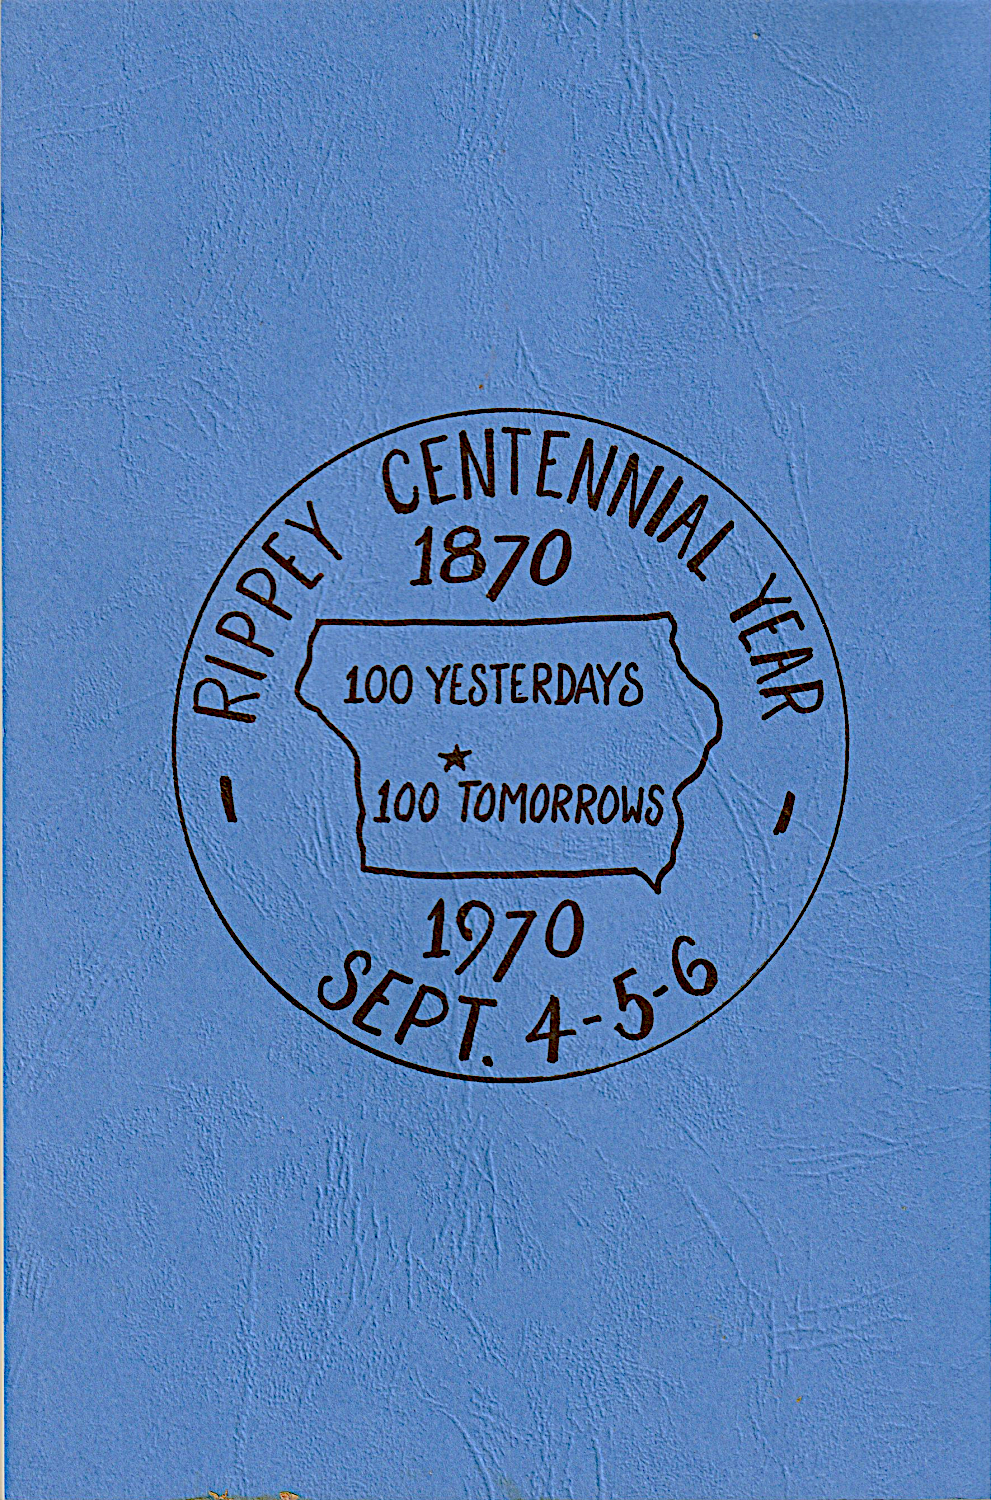 RIPPEY CENTENNIAL YEAR
1870
100 YESTERDAYS
100 TOMORROWS
1970
SEPT. 4-5-6